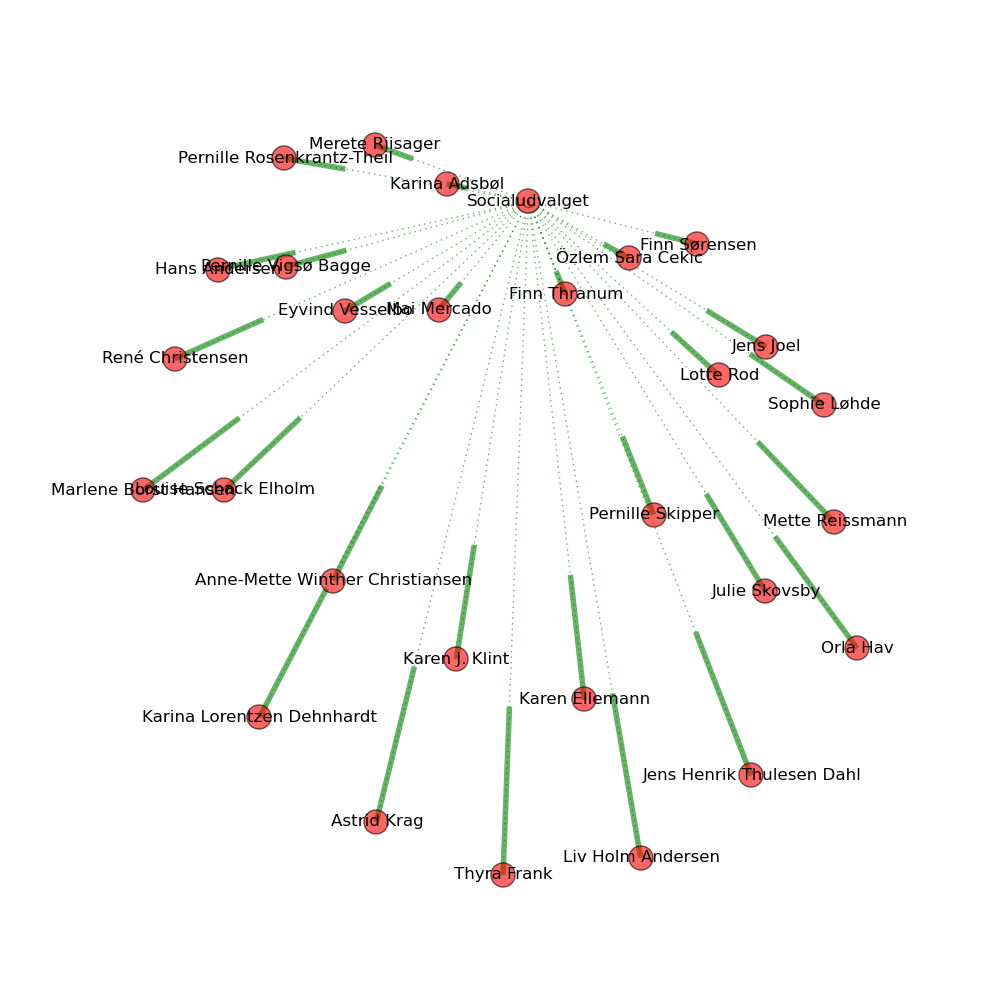 Merete Riisager
Pernille Rosenkrantz-Theil
Karina Adsbøl
Socialudvalget
Finn Sørensen
Özlem Sara Cekic
Hans Andersen
Pernille Vigsø Bagge
Finn Thranum
Eyvind Vesselbo
Mai Mercado
Jens Joel
René Christensen
Lotte Rod
Sophie Løhde
Marlene Borst Hansen
Louise Schack Elholm
Pernille Skipper
Mette Reissmann
Anne-Mette Winther Christiansen
Julie Skovsby
Orla Hav
Karen J. Klint
Karen Ellemann
Karina Lorentzen Dehnhardt
Jens Henrik Thulesen Dahl
Astrid Krag
Liv Holm Andersen
Thyra Frank